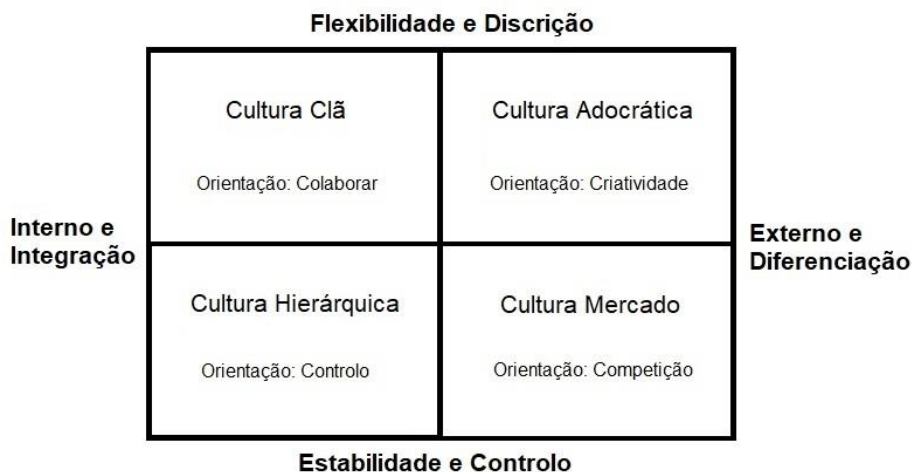 Flexibilidade e Discrição
Cultura Clã
Cultura Adocrática
Orientação: Colaborar
Orientação: Criatividade
Interno e
Integração
Externo e
Diferenciação
Cultura Hierárquica
Cultura Mercado
Orientação: Controlo
Orientação: Competição
Estabilidade e Controlo